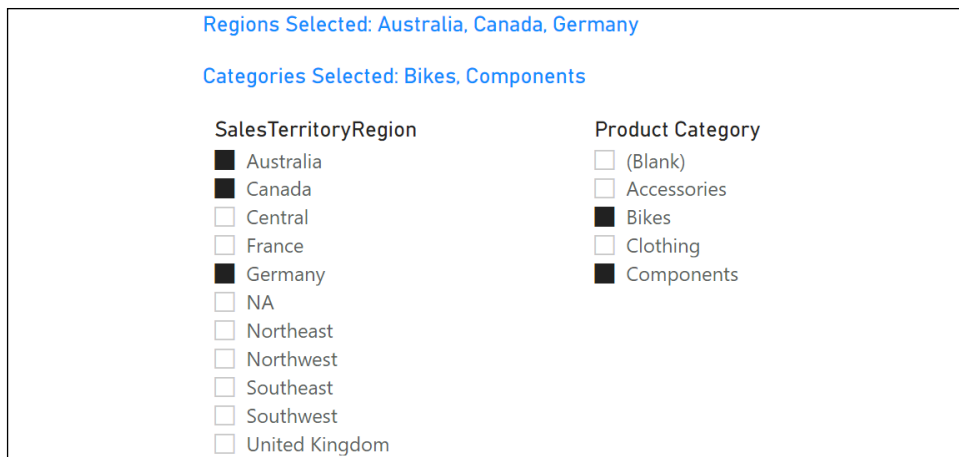 Regions Selected: Australia, Canada, Germany
Categories Selected: Bikes, Components
SalesTerritoryRegion
Australia
Canada
Central
France
Germany
NA
Northeast
Northwest
Southeast
Southwest
United Kingdom
Product Category
(Blank)
Accessories
Bikes
Clothing
Components